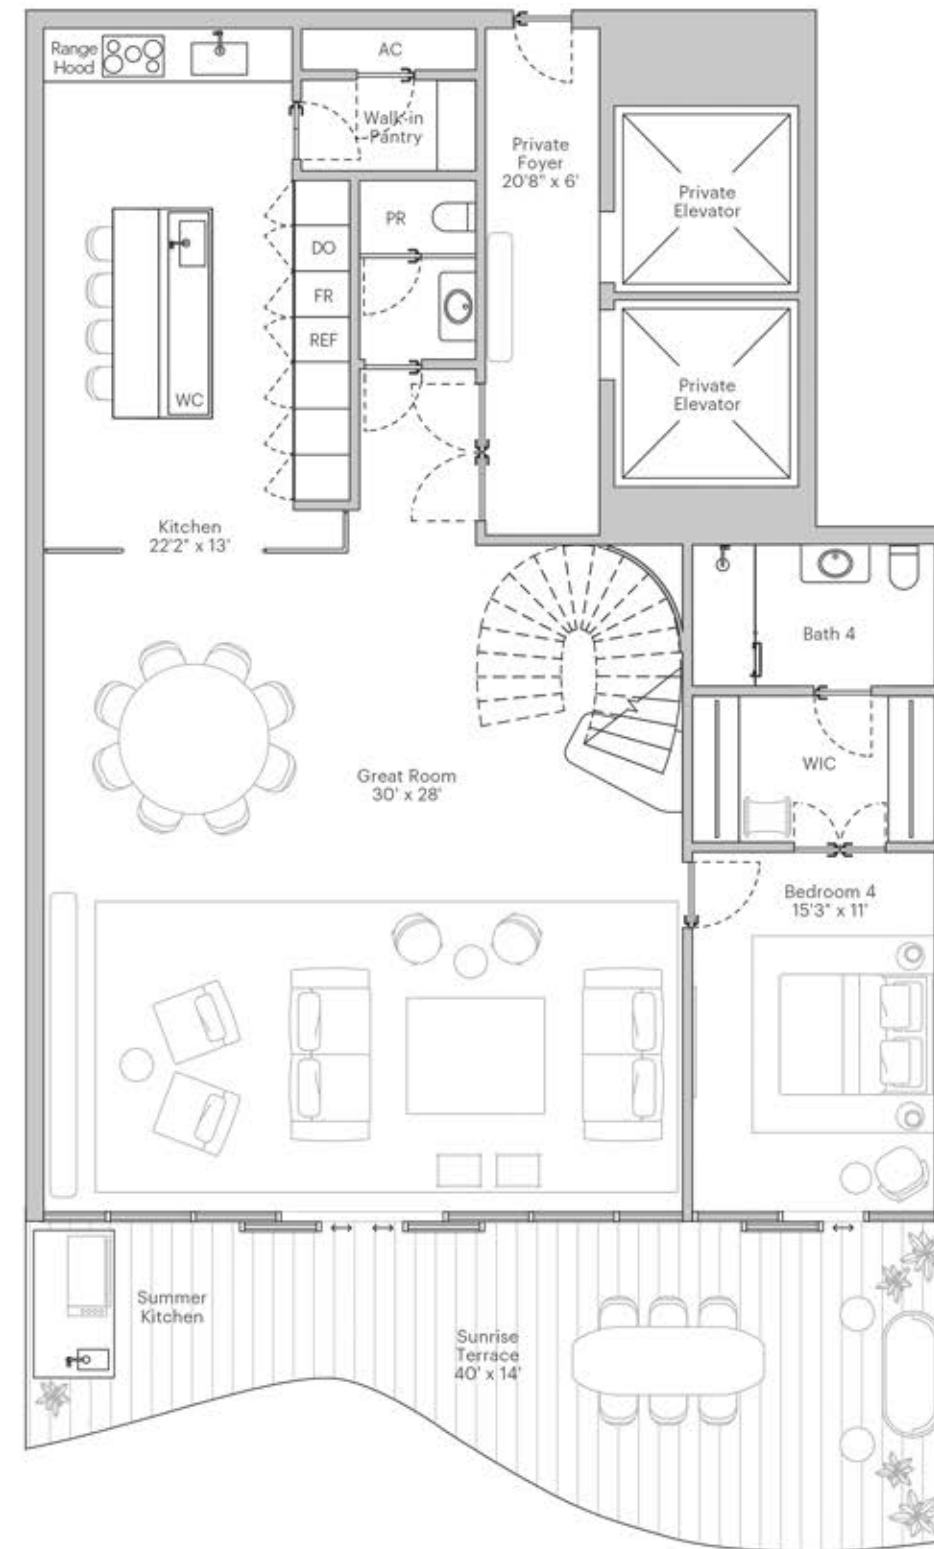 Range
Hood
AC
Walk-in
Pantry
Private
Foyer
20'8" x 6'
Private
Elevator
PR
DO
FR
REF
WC
Private
Elevator
Kitchen
22'2" x 13'
Bath 4
WIC
Great Room
30' x 28'
Bedroom 4
15'3" x 11'
Summer
Kitchen
Sunrise
Terrace
40' x 14'